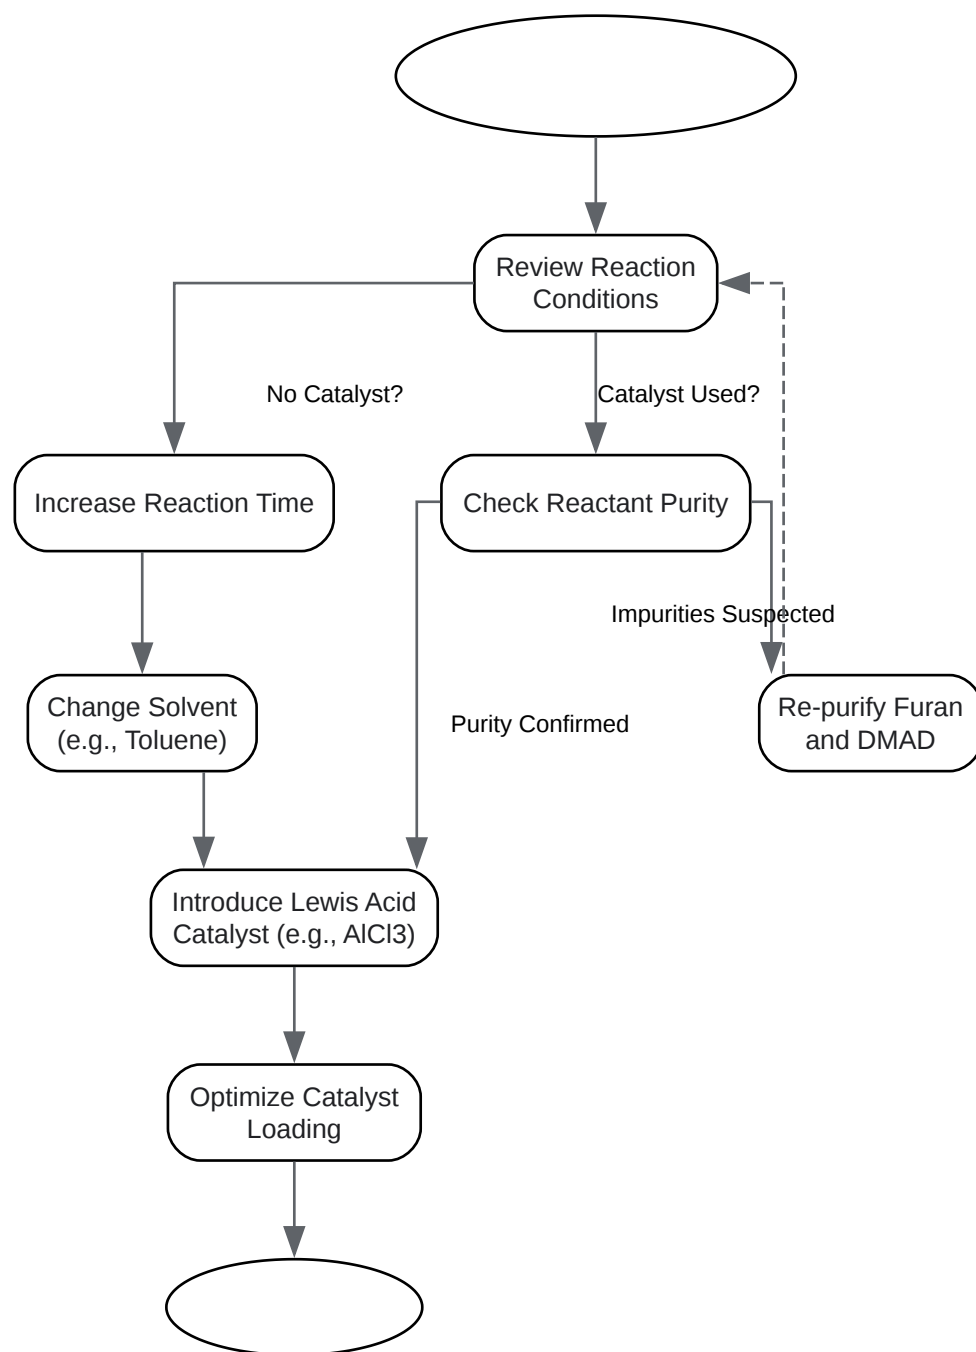 Review Reaction
Conditions
No Catalyst?
Catalyst Used?
Increase Reaction Time
Check Reactant Purity
Impurities Suspected
Change Solvent
(e.g., Toluene)
Purity Confirmed
Re-purify Furan
and DMAD
Introduce Lewis Acid
Catalyst (e.g., AlCl3)
Optimize Catalyst
Loading